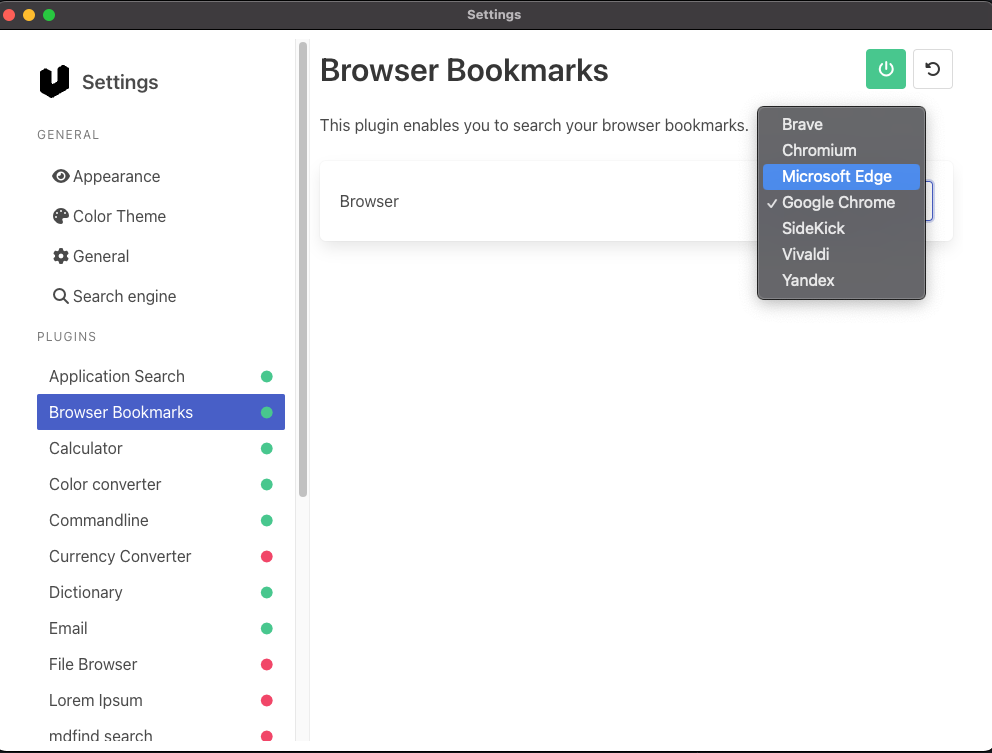 Settings
Settings
GENERAL
Appearance
Color Theme
General
Search engine
PLUGINS
Application Search
Browser Bookmarks
Calculator
Color converter
Commandline
Currency Converter
Dictionary
Email
File Browser
Lorem Ipsum
mdfind search
Browser Bookmarks
This plugin enables you to search your browser bookmarks.
Browser
Brave
Chromium
Microsoft Edge
✓ Google Chrome
SideKick
Vivaldi
Yandex